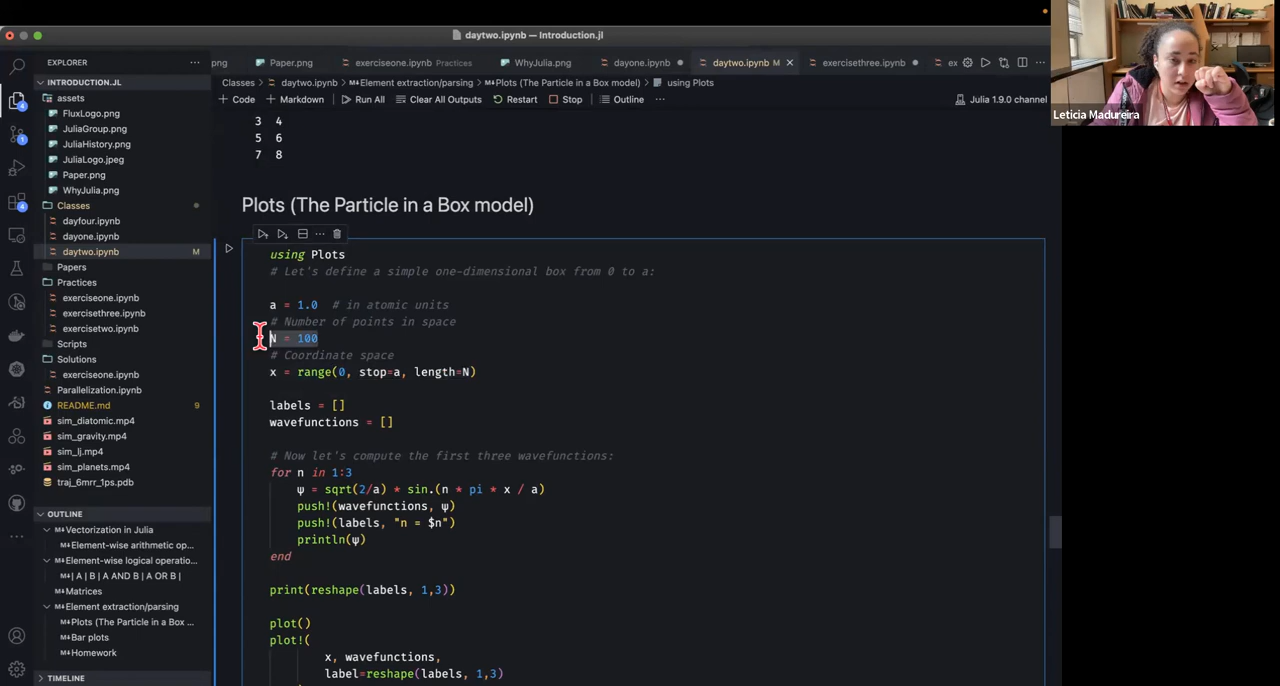 daytwo.ipynb — Introduction.jl
EXPLORER
png
Paper.png
exerciseone.ipynb Practices
WhyJulia.png
dayone.ipynb
daytwo.ipynb M
exercisethree.ipynb
ex
INTRODUCTION.JL
Classes > daytwo.ipynb > M↓Element extraction/parsing > M↓Plots (The Particle in a Box model) > using Plots
assets
+ Code
+ Markdown
Run All
Clear All Outputs
Restart
Stop
Outline
Julia 1.9.0 channel
Leticia Madureira
FluxLogo.png
JuliaGroup.png
JuliaHistory.png
JuliaLogo.jpeg
Paper.png
WhyJulia.png
Classes
dayfour.ipynb
dayone.ipynb
daytwo.ipynb M
Papers
Practices
exerciseone.ipynb
exercisethree.ipynb
exercisetwo.ipynb
Scripts
Solutions
exerciseone.ipynb
Parallelization.ipynb
README.md 9
sim_diatomic.mp4
sim_gravity.mp4
sim_lj.mp4
sim_planets.mp4
traj_6mrr_1ps.pdb
OUTLINE
M↓Vectorization in Julia
M↓Element-wise arithmetic op...
M↓Element-wise logical operatio...
M↓| A | B | A AND B | A OR B |
M↓Matrices
M↓Element extraction/parsing
M↓Plots (The Particle in a Box ...
M↓Bar plots
M↓Homework
TIMELINE
4
1
4
3 4
5 6
7 8
Plots (The Particle in a Box model)
using Plots
# Let's define a simple one-dimensional box from 0 to a:
a = 1.0 # in atomic units
# Number of points in space
N = 100
# Coordinate space
x = range(0, stop=a, length=N)
labels = []
wavefunctions = []
# Now let's compute the first three wavefunctions:
for n in 1:3
ψ = sqrt(2/a) * sin.(n * pi * x / a)
push!(wavefunctions, ψ)
push!(labels, "n = $n")
println(ψ)
end
print(reshape(labels, 1,3))
plot()
plot!(
x, wavefunctions,
label=reshape(labels, 1,3)